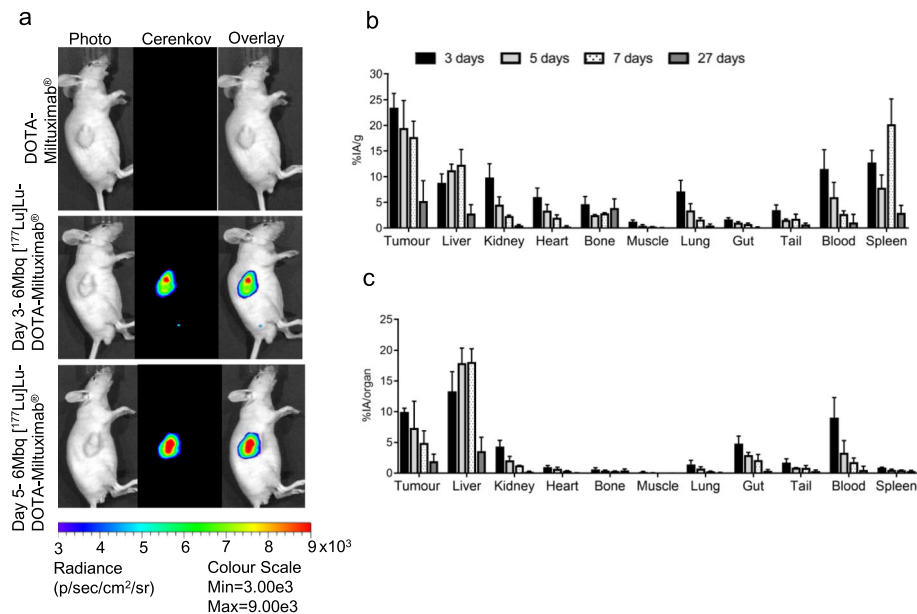 a
Photo Cerenkov Overlay
DOTA-
Miltuximab®
Day 3- 6Mbq [¹⁷⁷Lu]Lu-
DOTA-Miltuximab®
Day 5- 6Mbq [¹⁷⁷Lu]Lu-
DOTA-Miltuximab®
3 4 5 6 7 8 9 x10³
Radiance
(p/sec/cm²/sr)
Colour Scale
Min=3.00e3
Max=9.00e3
b
3 days 5 days 7 days 27 days
%IA/g
30
25
20
15
10
5
0
Tumour Liver Kidney Heart Bone Muscle Lung Gut Tail Blood Spleen
c
%IA/organ
25
20
15
10
5
0
Tumour Liver Kidney Heart Bone Muscle Lung Gut Tail Blood Spleen